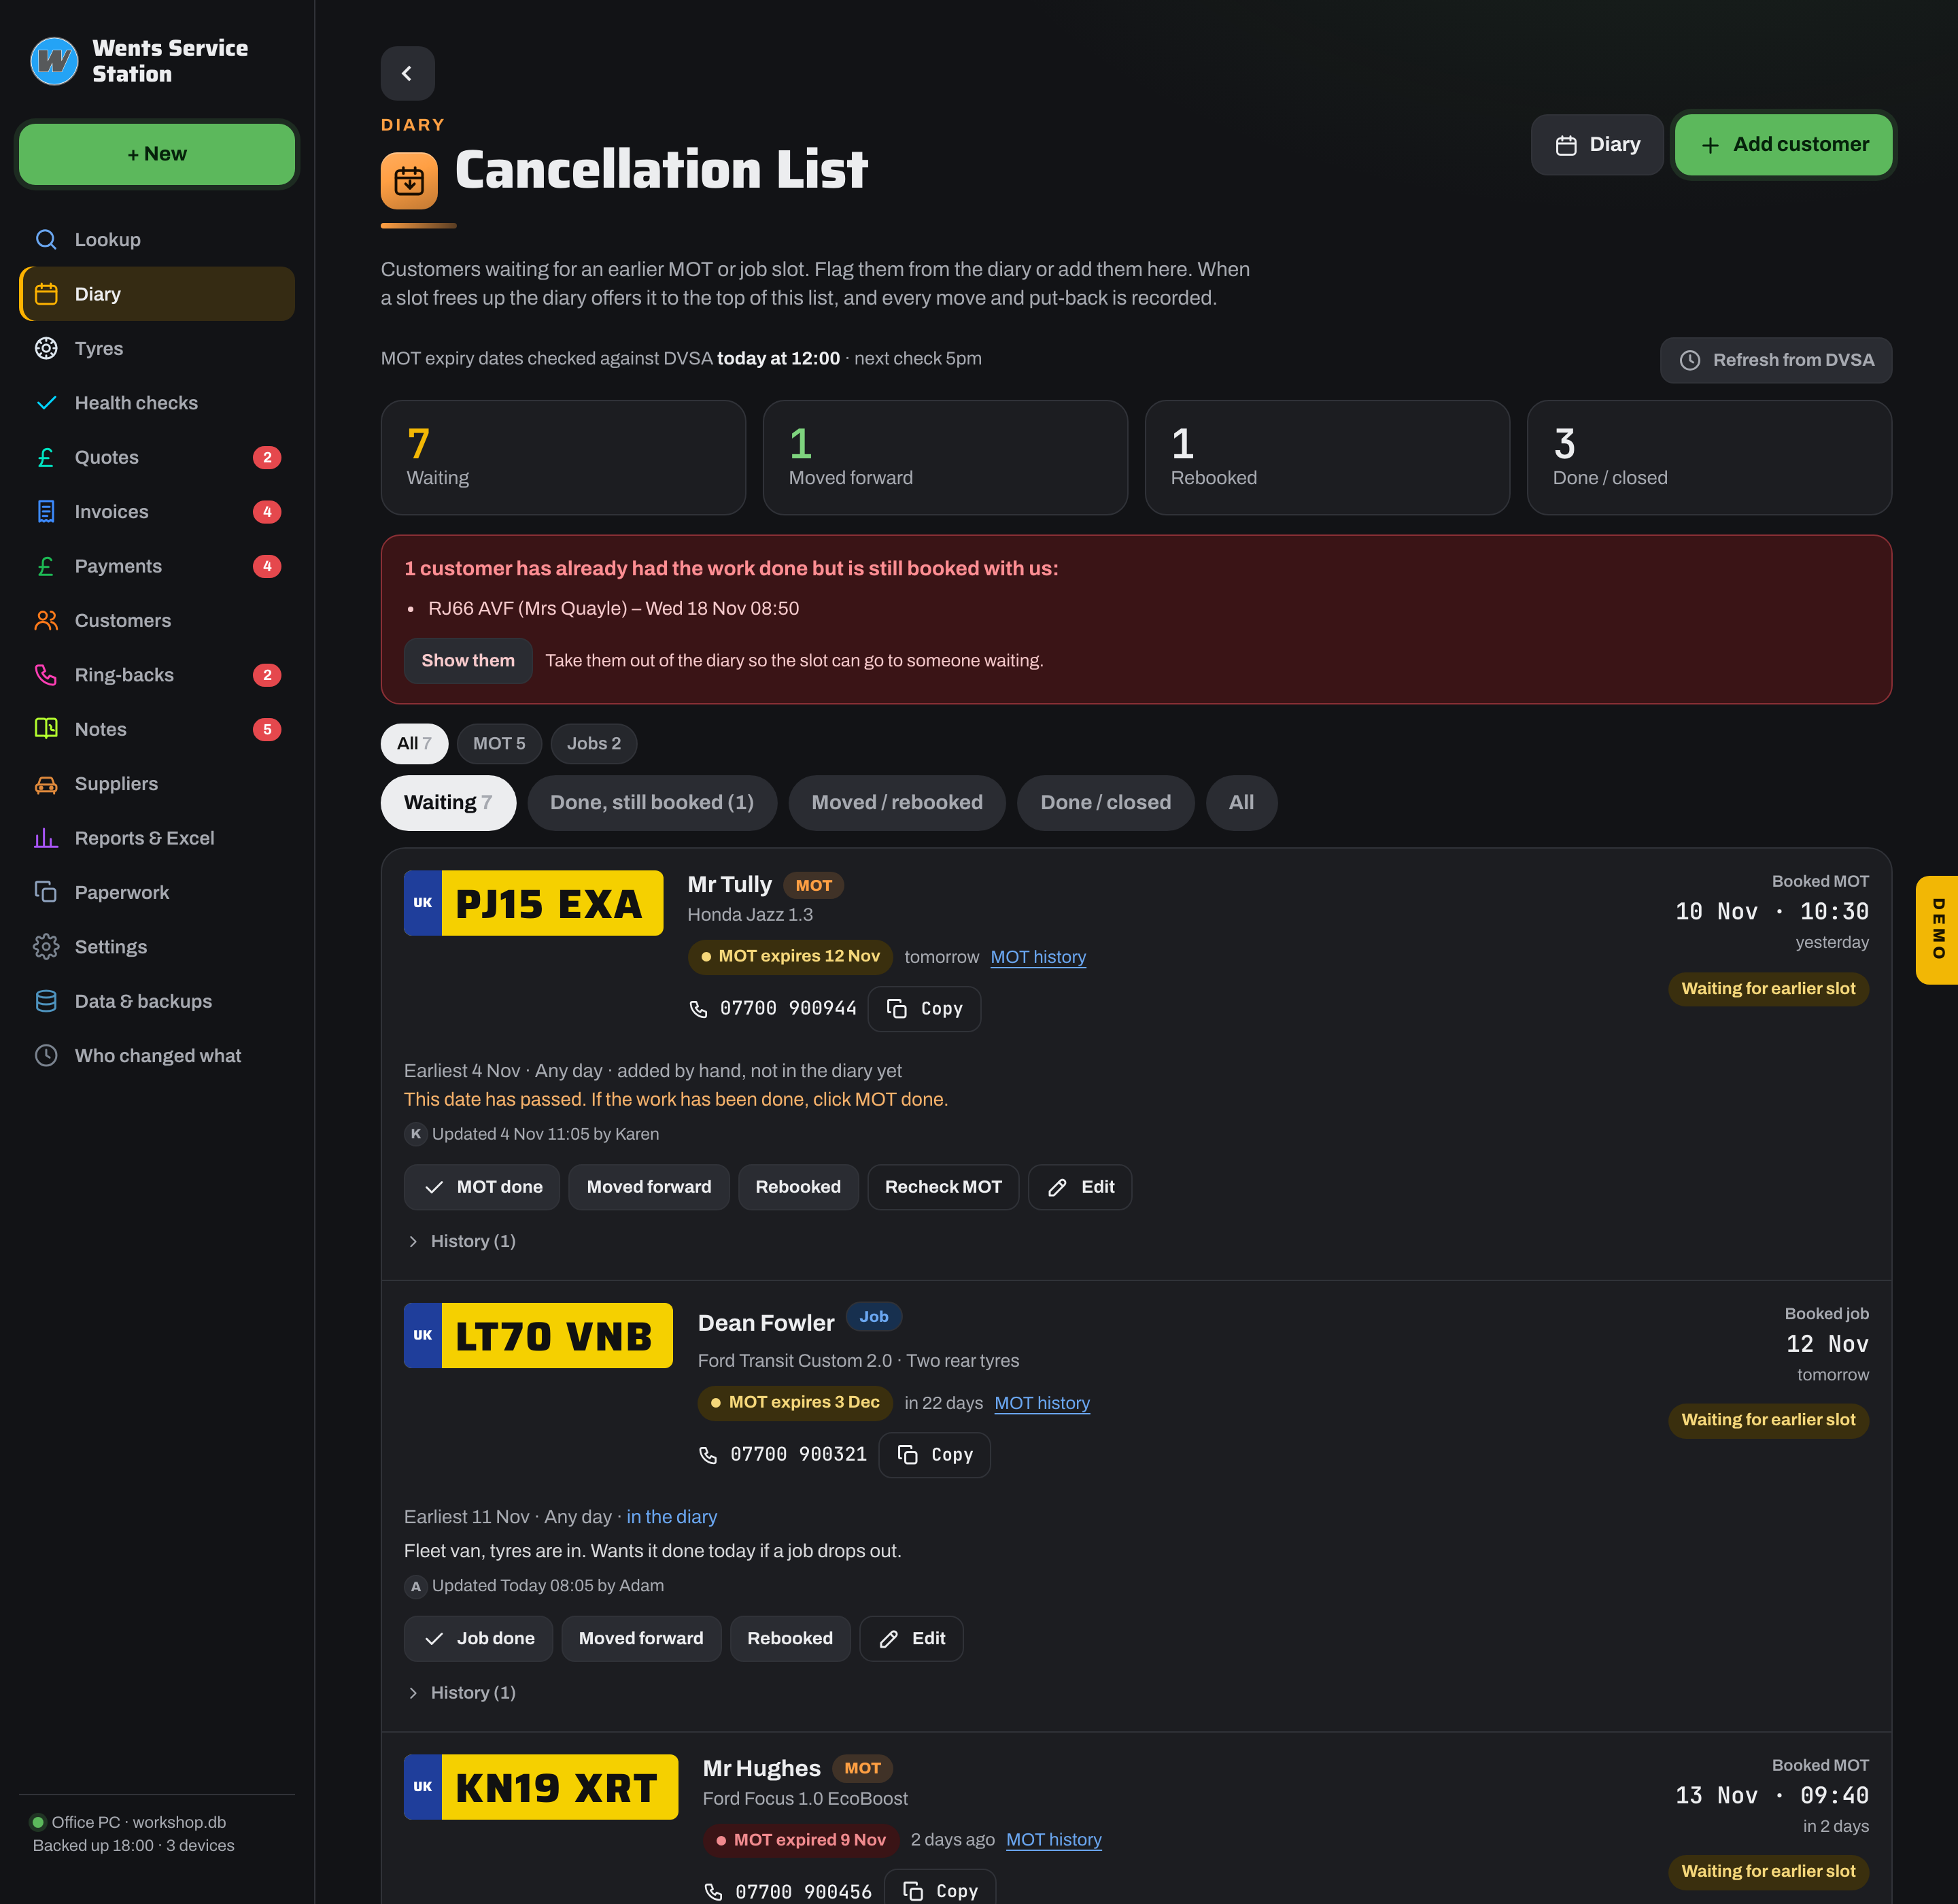 Wents Service
Station
+ New
Lookup
Diary
Tyres
Health checks
Quotes 2
Invoices 4
Payments 4
Customers
Ring-backs 2
Notes 5
Suppliers
Reports & Excel
Paperwork
Settings
Data & backups
Who changed what
Office PC · workshop.db
Backed up 18:00 · 3 devices
DIARY
Cancellation List
Diary
+ Add customer
Customers waiting for an earlier MOT or job slot. Flag them from the diary or add them here. When
a slot frees up the diary offers it to the top of this list, and every move and put-back is recorded.
MOT expiry dates checked against DVSA today at 12:00 · next check 5pm
Refresh from DVSA
7
Waiting
1
Moved forward
1
Rebooked
3
Done / closed
1 customer has already had the work done but is still booked with us:
• RJ66 AVF (Mrs Quayle) – Wed 18 Nov 08:50
Show them Take them out of the diary so the slot can go to someone waiting.
All 7 MOT 5 Jobs 2
Waiting 7 Done, still booked (1) Moved / rebooked Done / closed All
UK PJ15 EXA
Mr Tully MOT
Honda Jazz 1.3
MOT expires 12 Nov tomorrow MOT history
07700 900944 Copy
Booked MOT
10 Nov · 10:30
yesterday
Waiting for earlier slot
Earliest 4 Nov · Any day · added by hand, not in the diary yet
This date has passed. If the work has been done, click MOT done.
K Updated 4 Nov 11:05 by Karen
MOT done Moved forward Rebooked Recheck MOT Edit
History (1)
UK LT70 VNB
Dean Fowler Job
Ford Transit Custom 2.0 · Two rear tyres
MOT expires 3 Dec in 22 days MOT history
07700 900321 Copy
Booked job
12 Nov
tomorrow
Waiting for earlier slot
Earliest 11 Nov · Any day · in the diary
Fleet van, tyres are in. Wants it done today if a job drops out.
A Updated Today 08:05 by Adam
Job done Moved forward Rebooked Edit
History (1)
UK KN19 XRT
Mr Hughes MOT
Ford Focus 1.0 EcoBoost
MOT expired 9 Nov 2 days ago MOT history
07700 900456 Copy
Booked MOT
13 Nov · 09:40
in 2 days
Waiting for earlier slot
DEMO